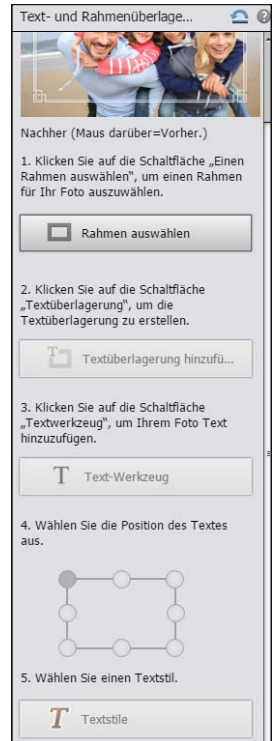 Text- und Rahmenüberlage...
Nachher (Maus darüber=Vorher.)
1. Klicken Sie auf die Schaltfläche „Einen
Rahmen auswählen“, um einen Rahmen
für Ihr Foto auszuwählen.
Rahmen auswählen
2. Klicken Sie auf die Schaltfläche
„Textüberlagerung“, um die
Textüberlagerung zu erstellen.
Textüberlagerung hinzufü...
3. Klicken Sie auf die Schaltfläche
„Textwerkzeug“, um Ihrem Foto Text
hinzuzufügen.
T Text-Werkzeug
4. Wählen Sie die Position des Textes
aus.
5. Wählen Sie einen Textstil.
T Textstile